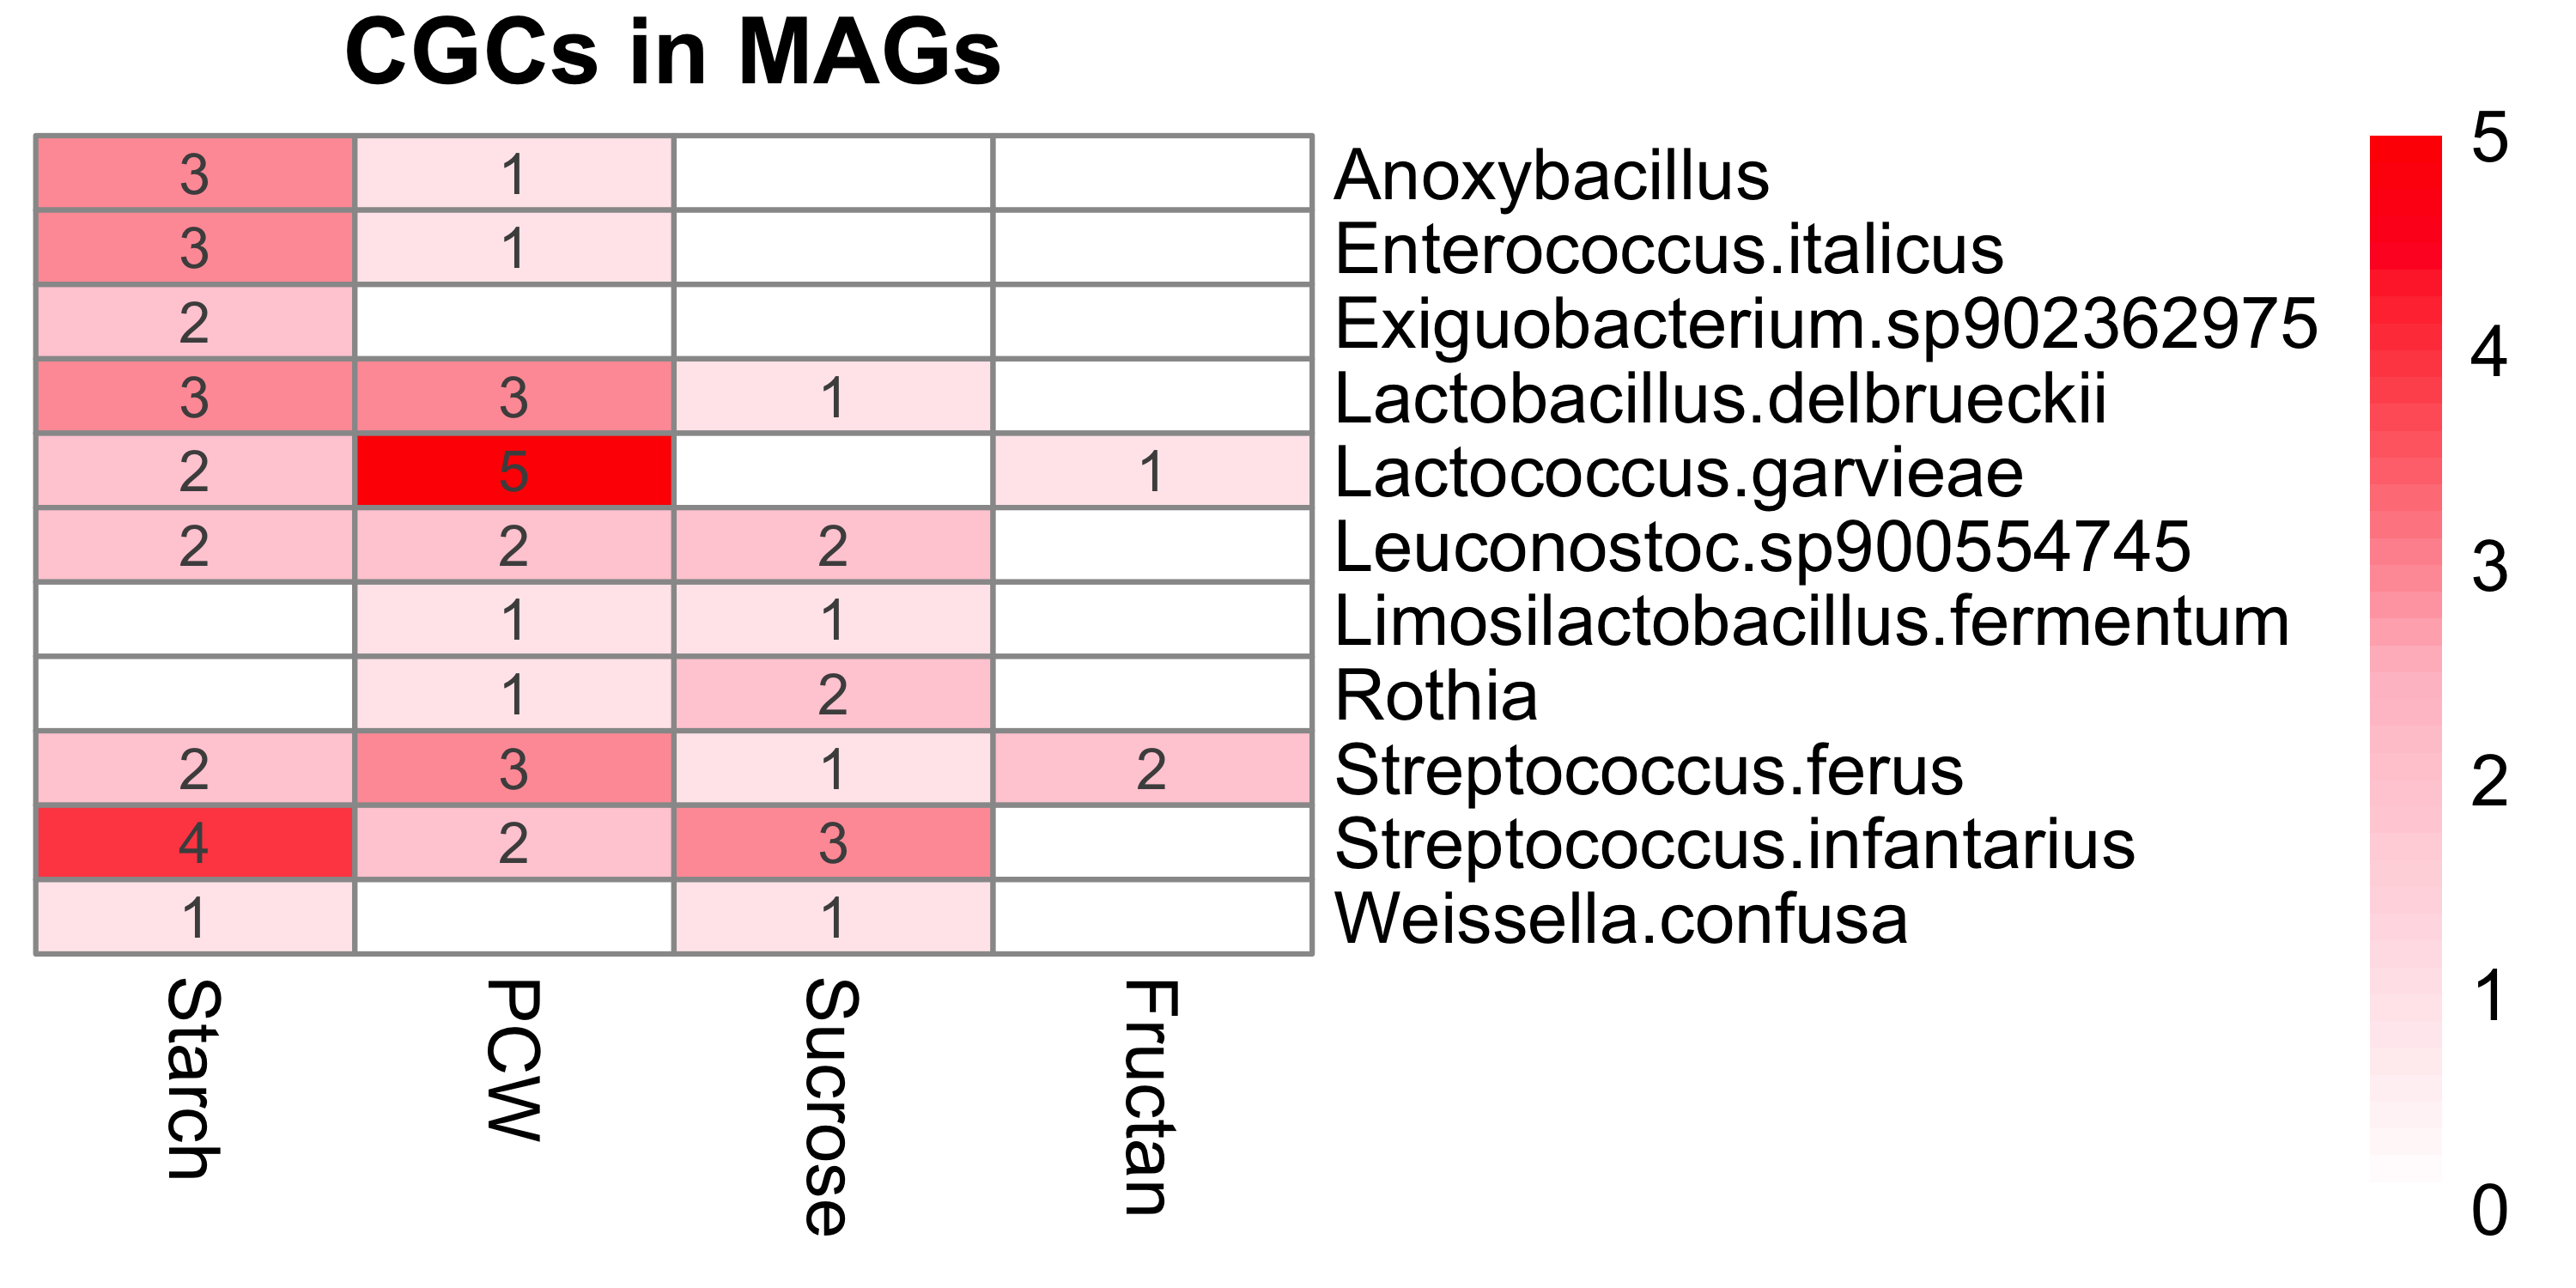 CGCs in MAGs
3 1 Anoxybacillus
3 1 Enterococcus.italicus
2 Exiguobacterium.sp902362975
3 3 1 Lactobacillus.delbrueckii
2 5 1 Lactococcus.garvieae
2 2 2 Leuconostoc.sp900554745
1 1 Limosilactobacillus.fermentum
1 2 Rothia
2 3 1 2 Streptococcus.ferus
4 2 3 Streptococcus.infantarius
1 1 Weissella.confusa
Starch
PCW
Sucrose
Fructan
5
4
3
2
1
0